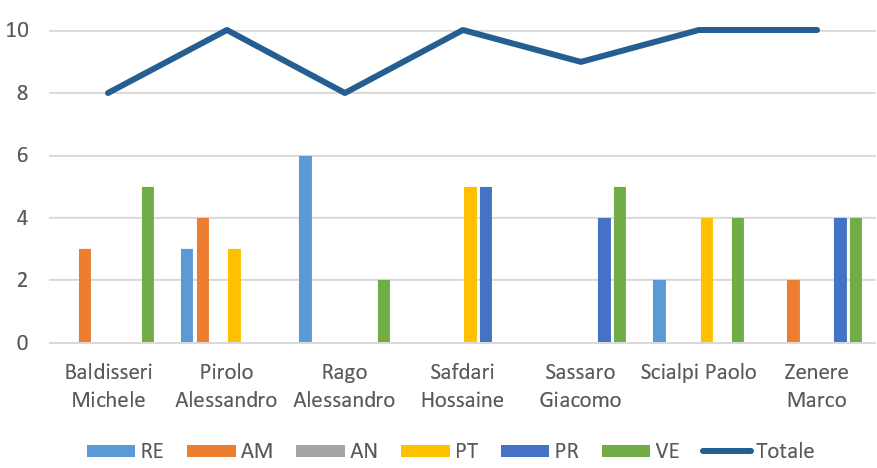 10
8
6
4
2
0
Baldisseri Michele
Pirolo Alessandro
Rago Alessandro
Safdari Hossaine
Sassaro Giacomo
Scialpi Paolo
Zenere Marco
RE AM AN PT PR VE Totale